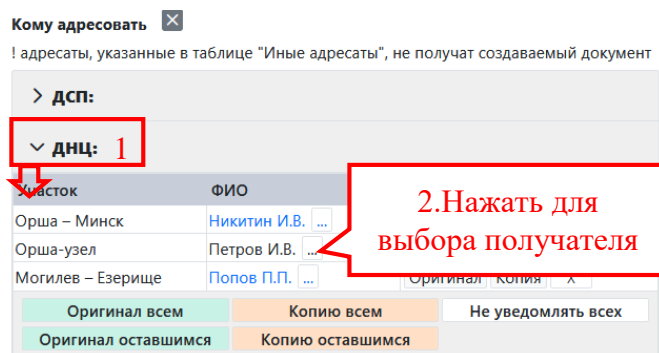 Кому адресовать X
! адресаты, указанные в таблице "Иные адресаты", не получат создаваемый документ
> дсп:
днц: 1
Участок ФИО
Орша – Минск Никитин И.В. ...
Орша-узел Петров И.В. ...
2.Нажать для
выбора получателя
Могилев – Езерище Попов П.П. ... Оригинал Копия X
Оригинал всем Копию всем Не уведомлять всех
Оригинал оставшимся Копию оставшимся